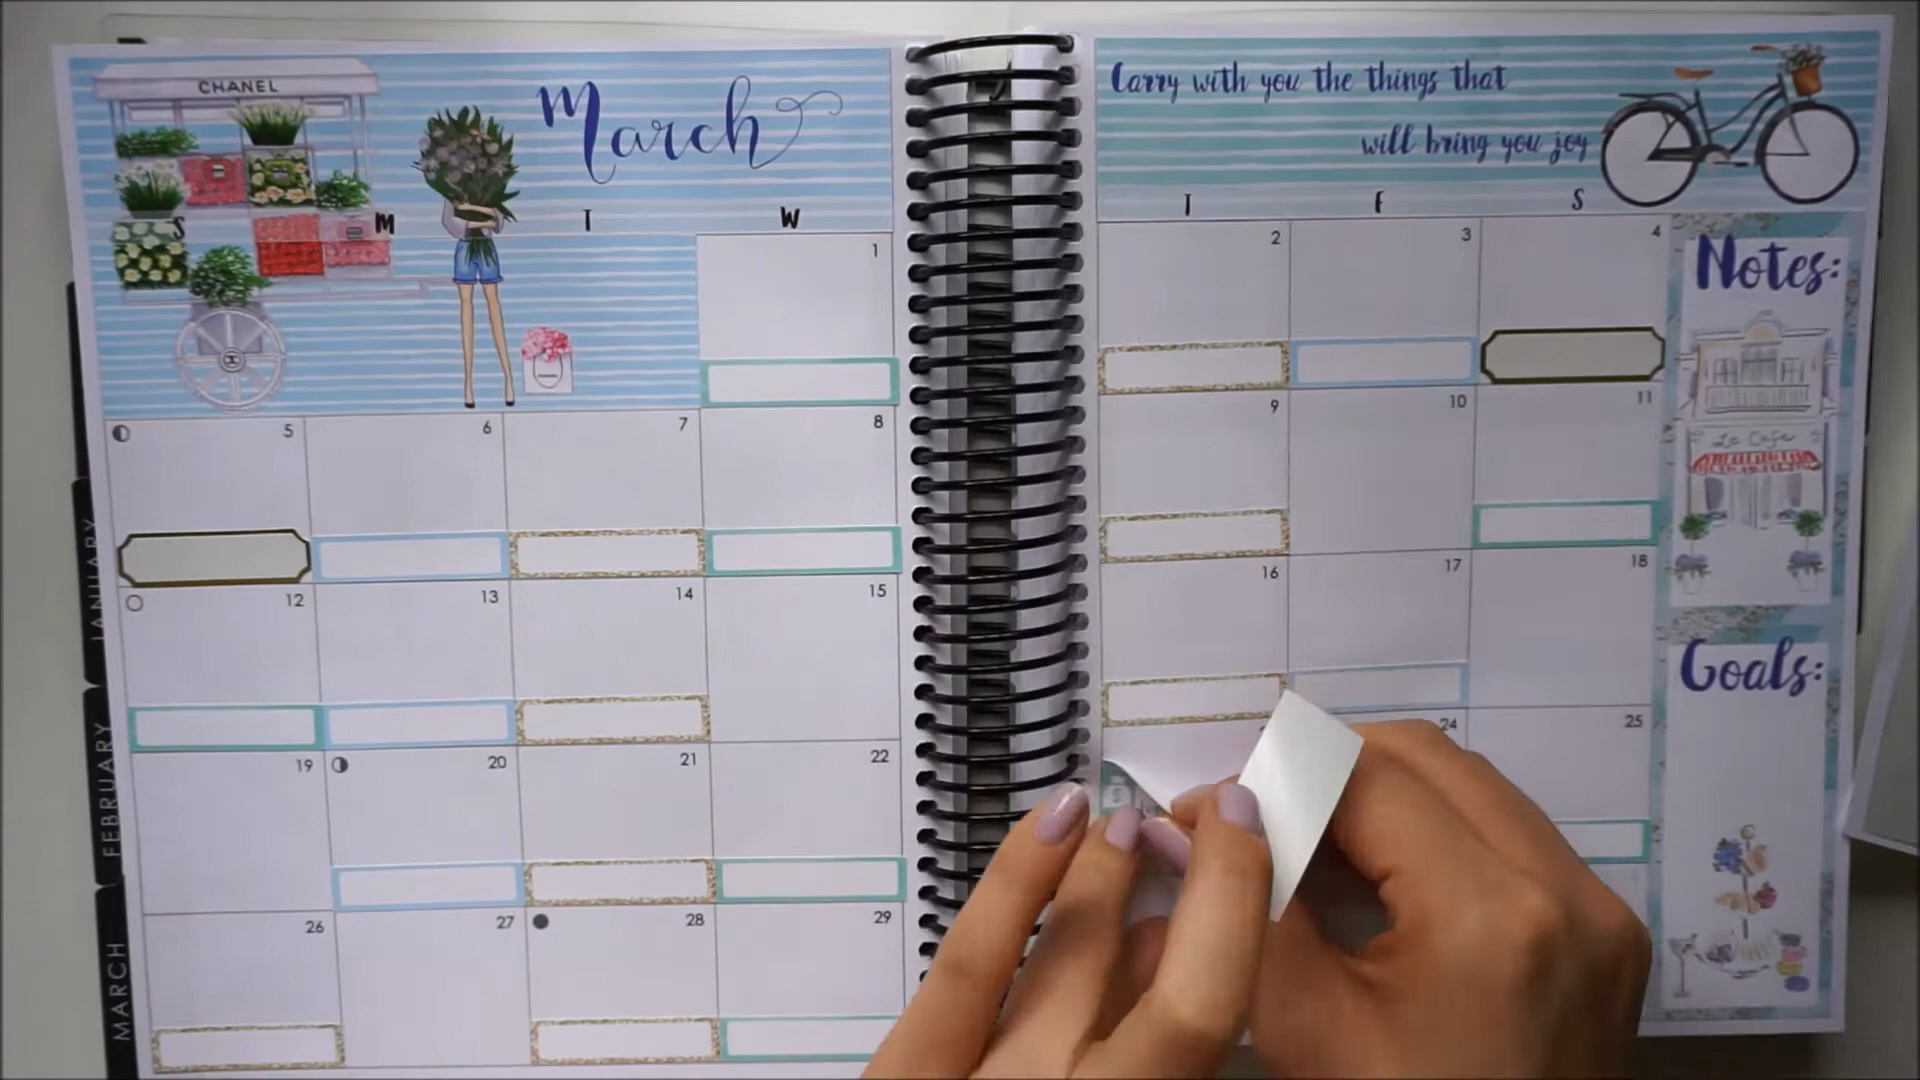 CHANEL
March
S M T W
1
5 6 7 8
12 13 14 15
19 20 21 22
26 27 28 29
Carry with you the things that
will bring you joy
T F S
2 3 4
9 10 11
16 17 18
24 25
Notes:
La Cafe
Goals:
JANUARY
FEBRUARY
MARCH